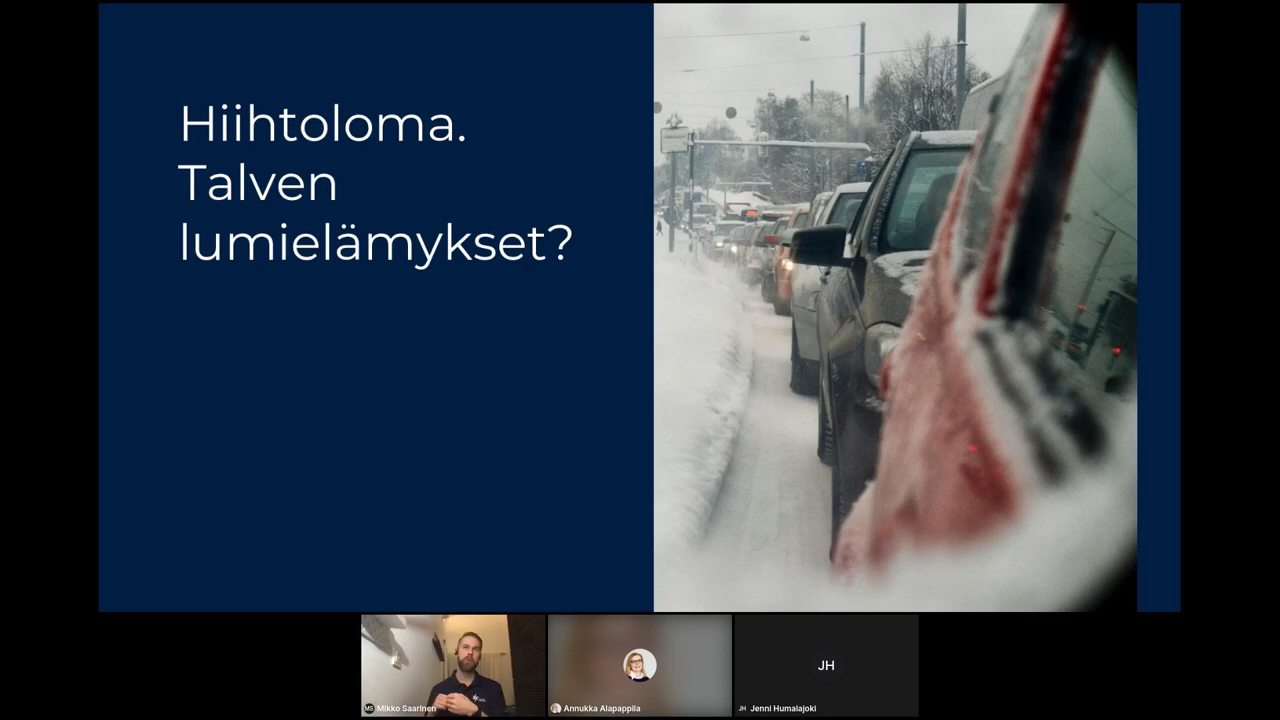 Hiihtoloma.
Talven
lumielämykset?
JH
MS Mikko Saarinen
Annukka Alapappila
JH Jenni Humalajoki